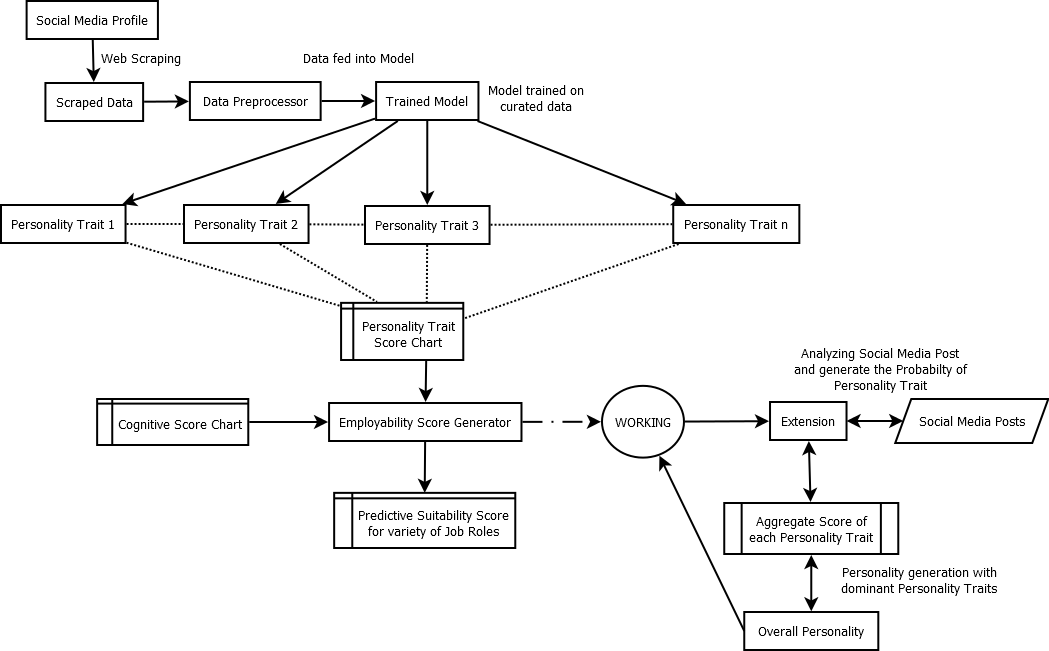 Social Media Profile
Web Scraping
Data fed into Model
Scraped Data
Data Preprocessor
Trained Model
Model trained on
curated data
Personality Trait 1
Personality Trait 2
Personality Trait 3
Personality Trait n
Personality Trait
Score Chart
Analyzing Social Media Post
and generate the Probabilty of
Personality Trait
Cognitive Score Chart
Employability Score Generator
WORKING
Extension
Social Media Posts
Predictive Suitability Score
for variety of Job Roles
Aggregate Score of
each Personality Trait
Personality generation with
dominant Personality Traits
Overall Personality